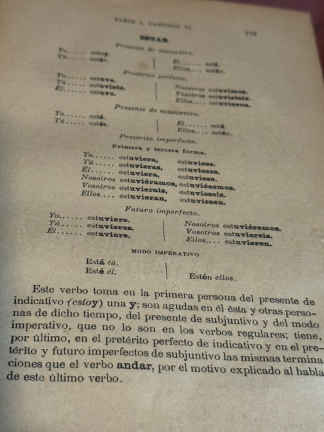 PARTE I, CAPÍTULO VI.
ESTAR.
Presente de indicativo.
Yo...... estoy. Él...... está.
Tú...... estás. Ellos.... están.
Pretérito perfecto.
Yo...... estuve. Nosotros estuvimos.
Tú...... estuviste. Vosotros estuvisteis.
Él...... estuvo. Ellos.... estuvieron.
Presente de subjuntivo.
Yo...... esté. Él...... esté.
Tú...... estés. Ellos.... estén.
Pretérito imperfecto.
Primera y tercera forma.
Yo...... estuviera, estuviese.
Tú...... estuvieras, estuvieses.
Él...... estuviera, estuviese.
Nosotros estuviéramos, estuviésemos.
Vosotros estuvierais, estuvieseis.
Ellos.... estuvieran, estuviesen.
Futuro imperfecto.
Yo...... estuviere. Nosotros estuviéremos.
Tú...... estuvieres. Vosotros estuviereis.
Él...... estuviere. Ellos.... estuvieren.
MODO IMPERATIVO
Está tú.
Esté él. Estén ellos.
Este verbo toma en la primera persona del presente de
indicativo (estoy) una y; son agudas en él ésta y otras perso-
nas de dicho tiempo, del presente de subjuntivo y del modo
imperativo, que no lo son en los verbos regulares; tiene,
por último, en el pretérito perfecto de indicativo y en el pre-
térito y futuro imperfectos de subjuntivo las mismas termina
ciones que el verbo andar, por el motivo explicado al habla
de este último verbo.